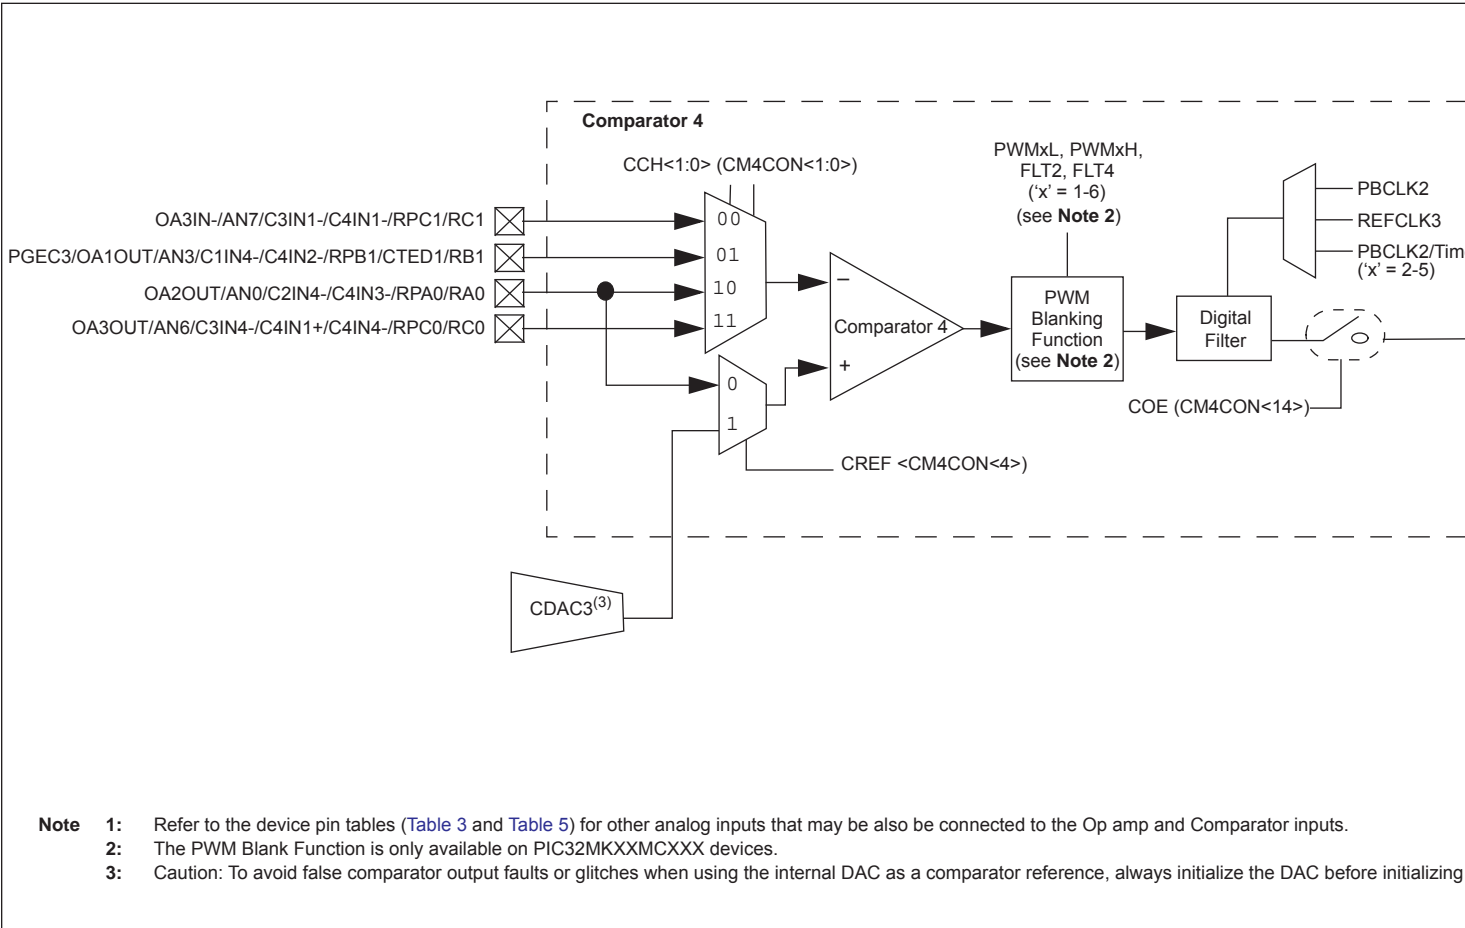 Comparator 4
CCH<1:0> (CM4CON<1:0>)
PWMxL, PWMxH,
FLT2, FLT4
(‘x’ = 1-6)
(see Note 2)
PBCLK2
REFCLK3
PBCLK2/Tim
(‘x’ = 2-5)
OA3IN-/AN7/C3IN1-/C4IN1-/RPC1/RC1
00
PGEC3/OA1OUT/AN3/C1IN4-/C4IN2-/RPB1/CTED1/RB1
01
OA2OUT/AN0/C2IN4-/C4IN3-/RPA0/RA0
10
OA3OUT/AN6/C3IN4-/C4IN1+/C4IN4-/RPC0/RC0
11
–
Comparator 4
+
PWM
Blanking
Function
(see Note 2)
Digital
Filter
0
1
COE (CM4CON<14>)
CREF <CM4CON<4>)
CDAC3(3)
Note 1: Refer to the device pin tables (Table 3 and Table 5) for other analog inputs that may be also be connected to the Op amp and Comparator inputs.
2: The PWM Blank Function is only available on PIC32MKXXMCXXX devices.
3: Caution: To avoid false comparator output faults or glitches when using the internal DAC as a comparator reference, always initialize the DAC before initializing